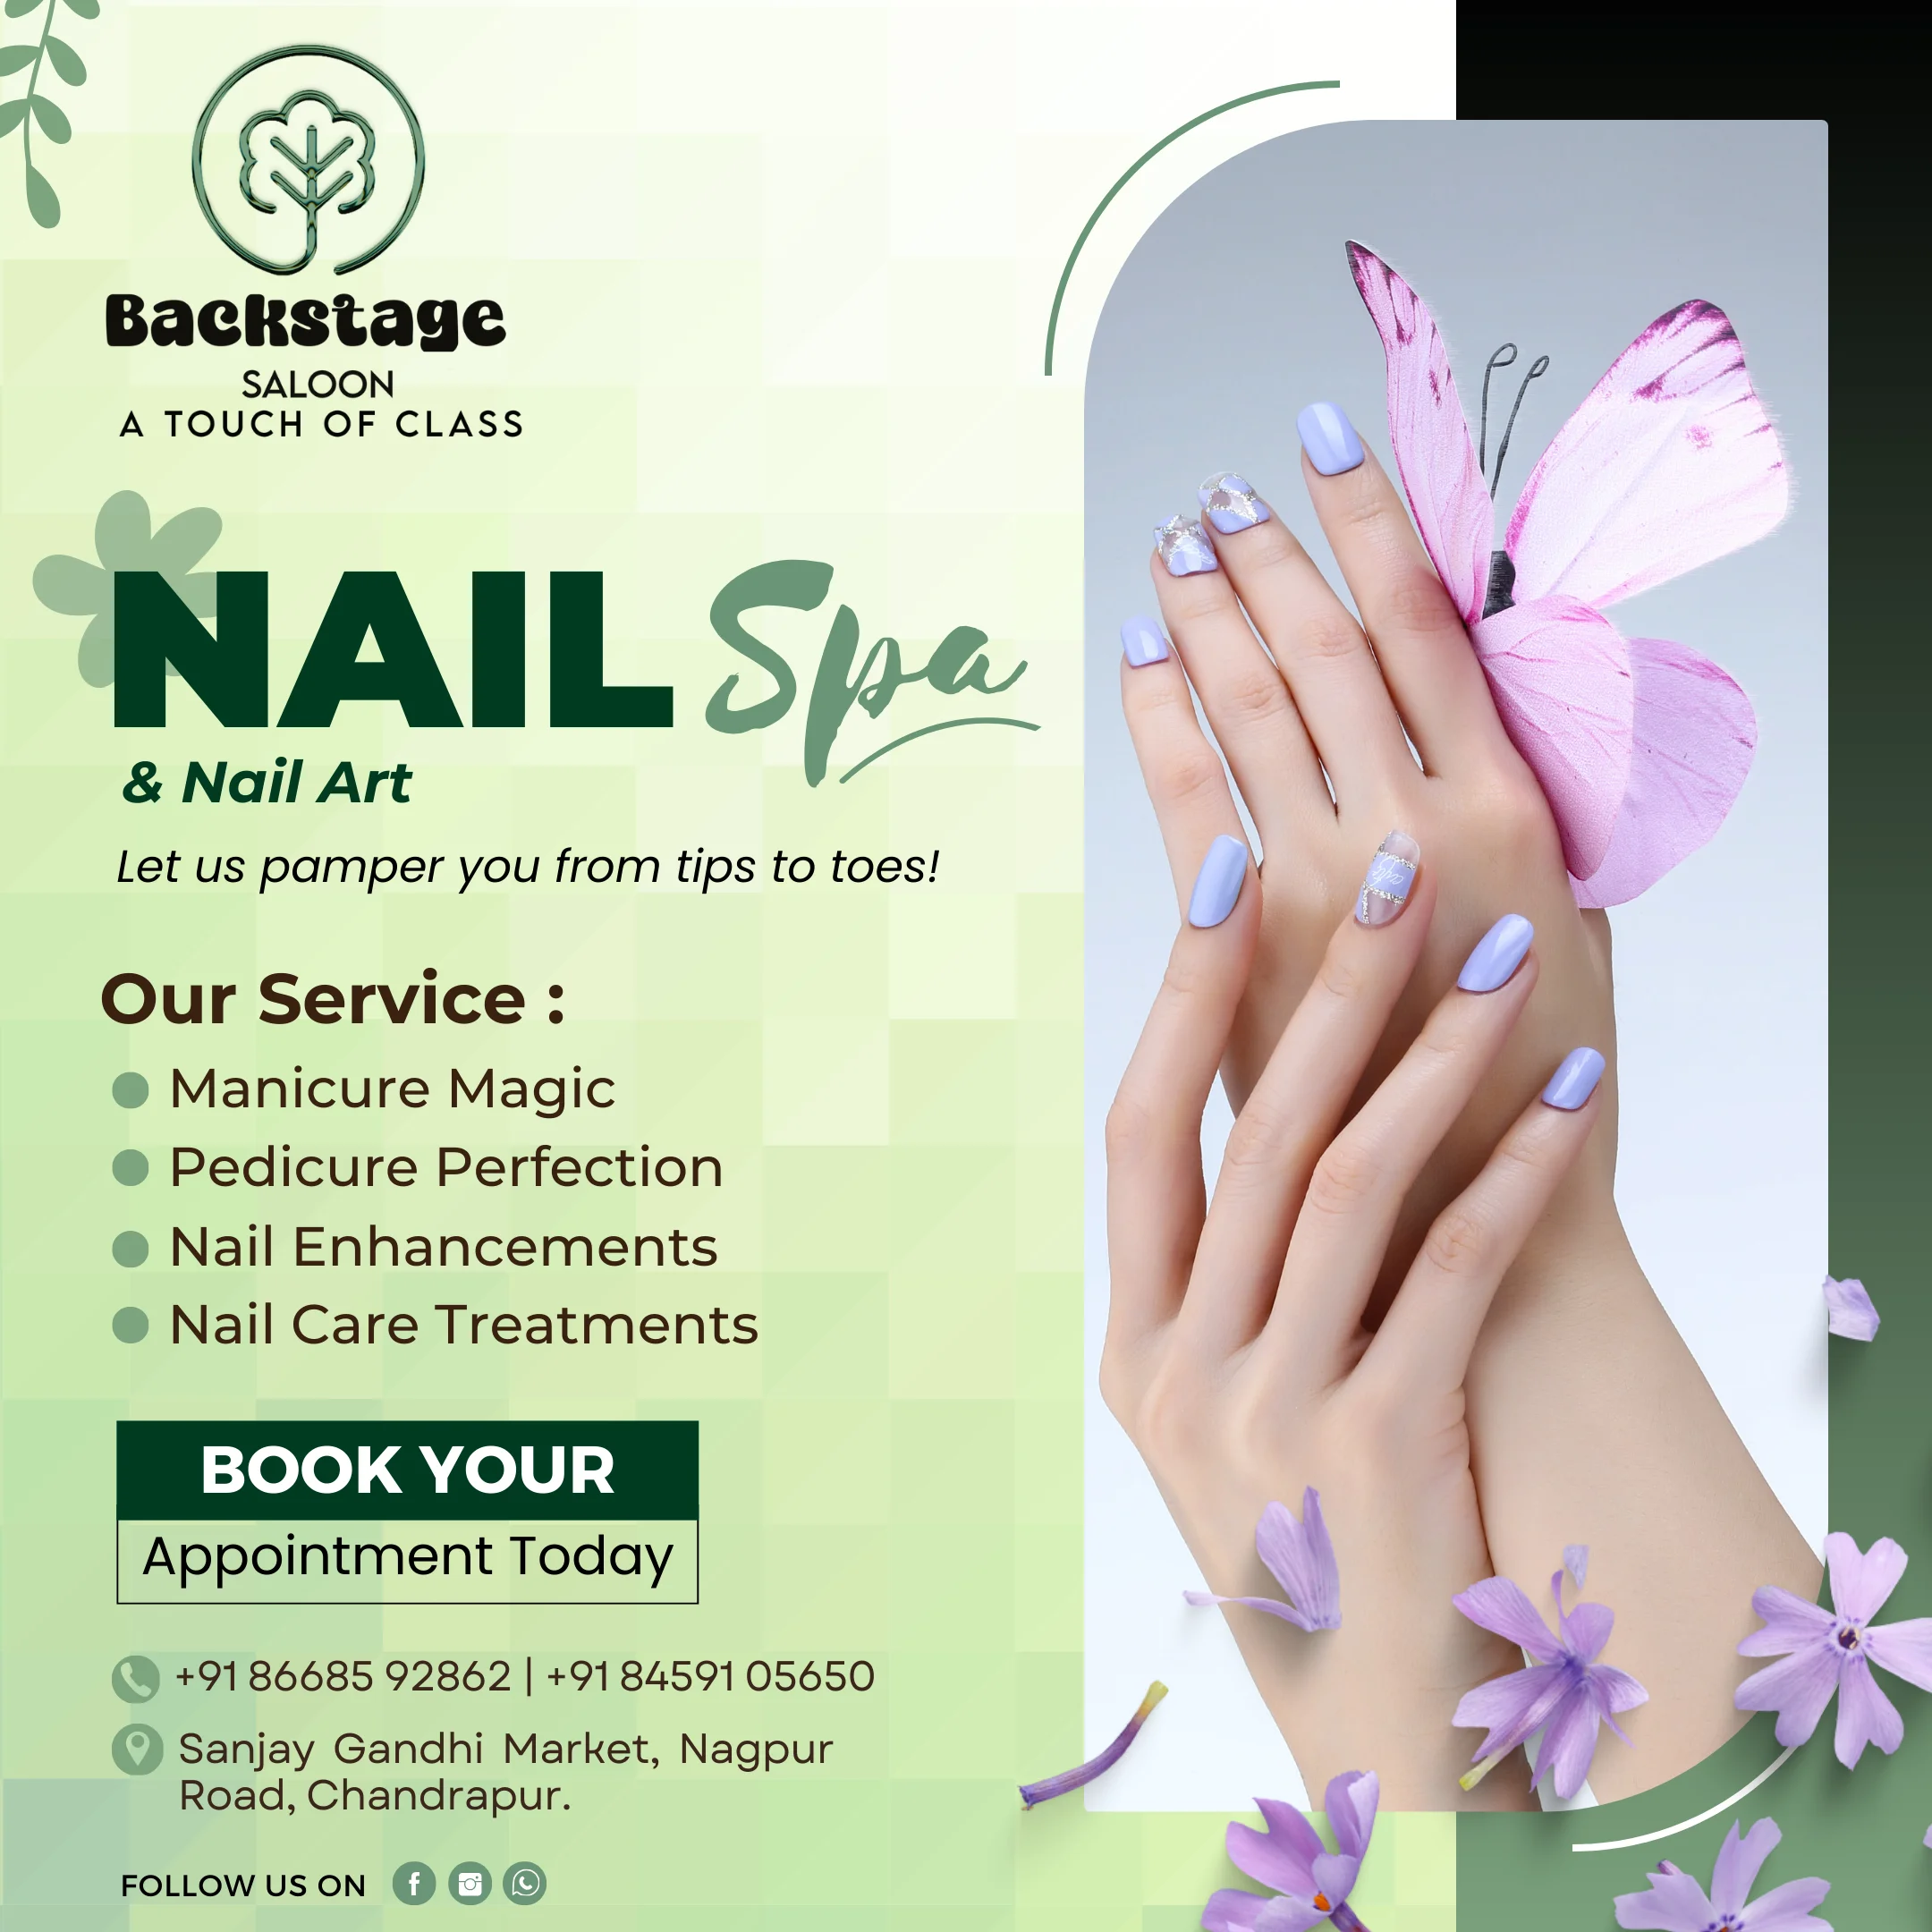 Backstage
SALOON
A TOUCH OF CLASS
NAIL Spa
& Nail Art
Let us pamper you from tips to toes!
Our Service :
Manicure Magic
Pedicure Perfection
Nail Enhancements
Nail Care Treatments
BOOK YOUR
Appointment Today
+91 86685 92862 | +91 84591 05650
Sanjay Gandhi Market, Nagpur
Road, Chandrapur.
FOLLOW US ON